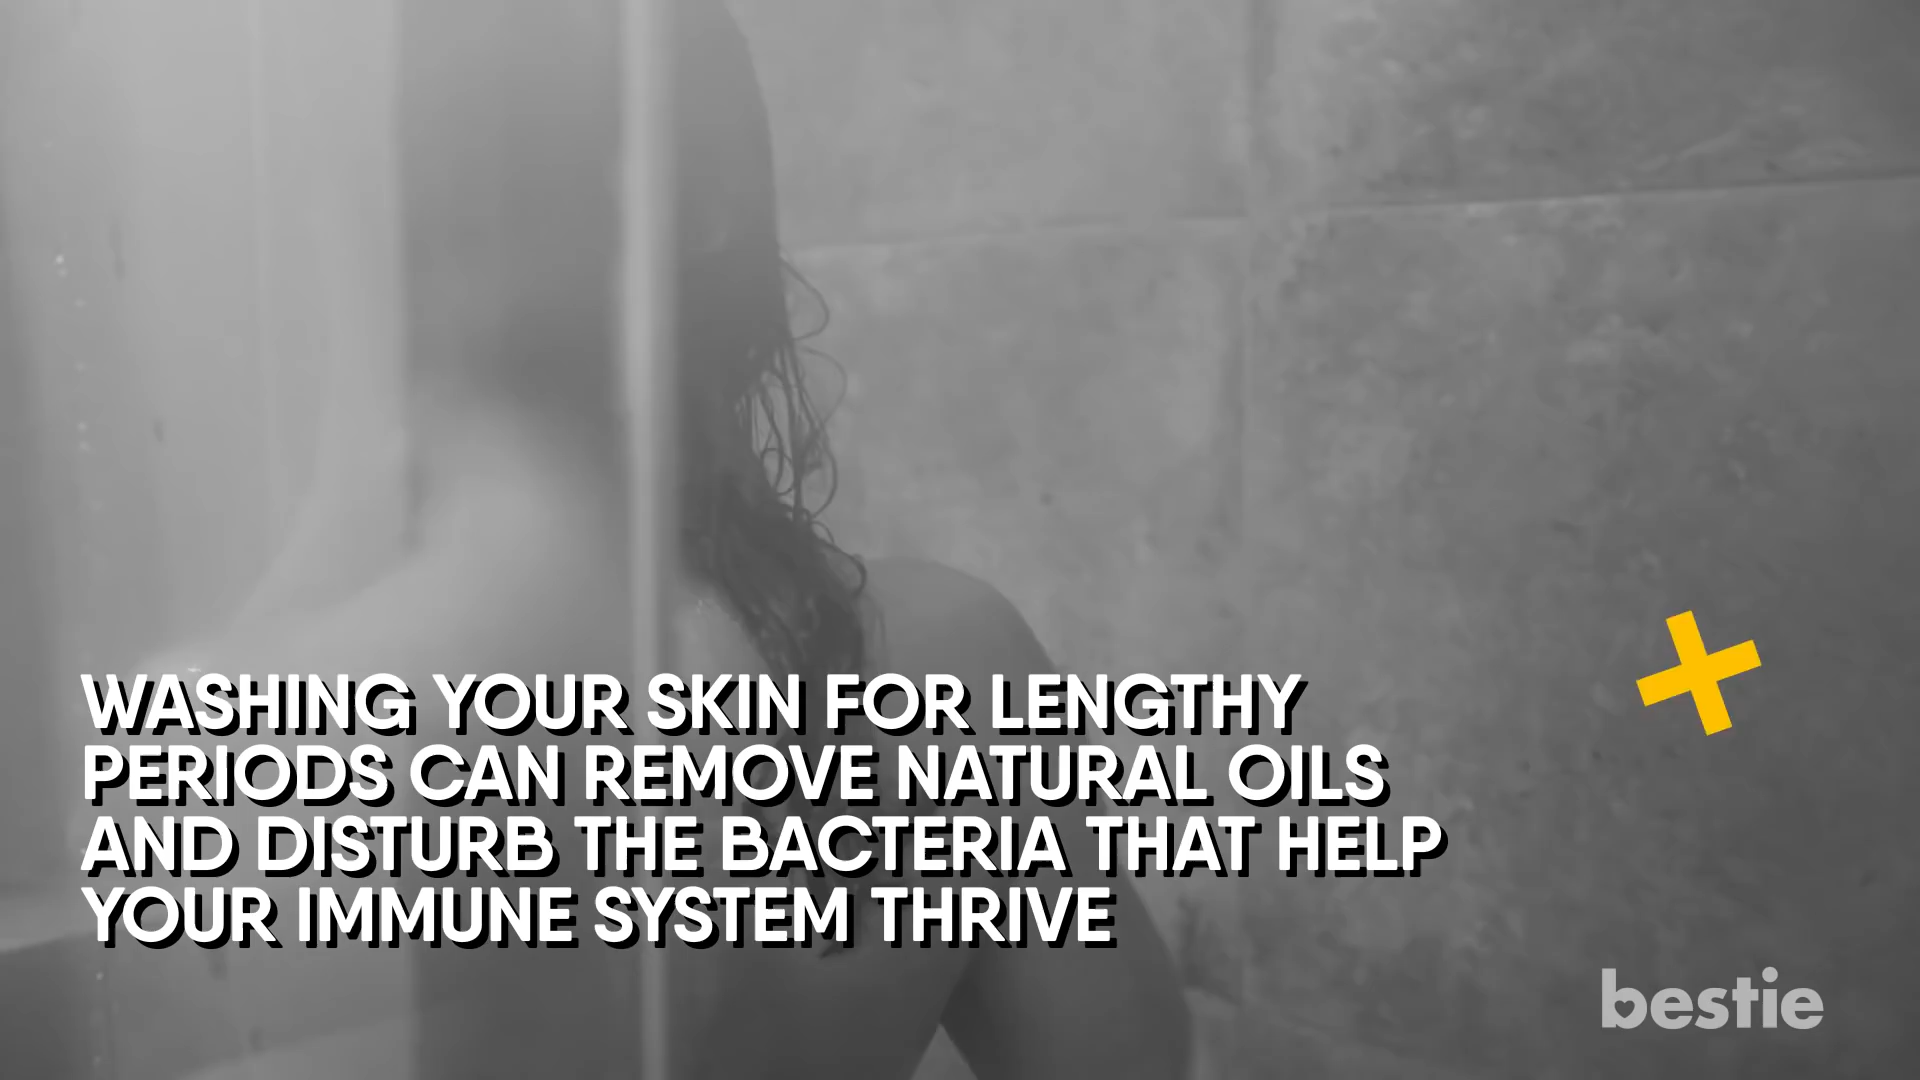 WASHING YOUR SKIN FOR LENGTHY
PERIODS CAN REMOVE NATURAL OILS
AND DISTURB THE BACTERIA THAT HELP
YOUR IMMUNE SYSTEM THRIVE
bestie